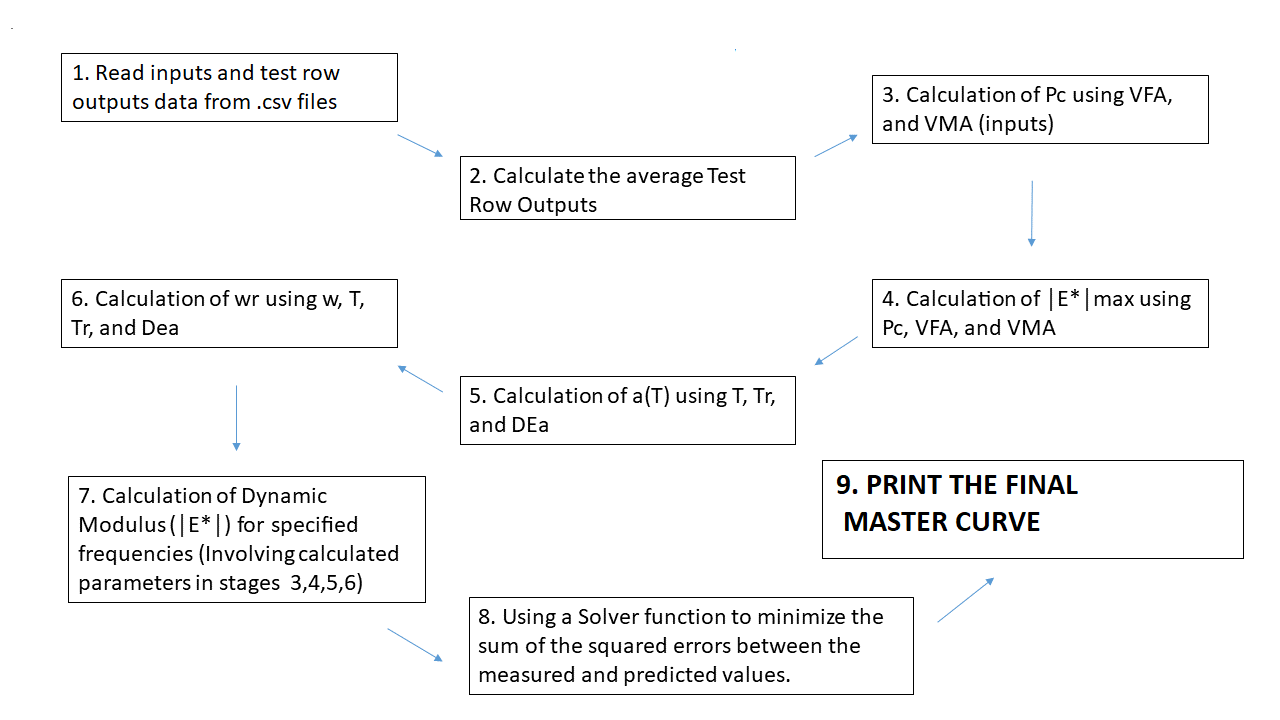 1. Read inputs and test row
outputs data from .csv files
2. Calculate the average Test
Row Outputs
3. Calculation of Pc using VFA,
and VMA (inputs)
4. Calculation of |E*|max using
Pc, VFA, and VMA
5. Calculation of a(T) using T, Tr,
and DEa
6. Calculation of wr using w, T,
Tr, and Dea
7. Calculation of Dynamic
Modulus (|E*|) for specified
frequencies (Involving calculated
parameters in stages 3,4,5,6)
8. Using a Solver function to minimize the
sum of the squared errors between the
measured and predicted values.
9. PRINT THE FINAL
MASTER CURVE